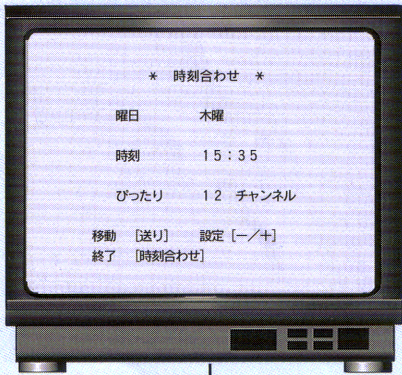 * 時刻合わせ *
曜日 木曜
時刻 15:35
ぴったり 12 チャンネル
移動 [送り] 設定 [−/+]
終了 [時刻合わせ]